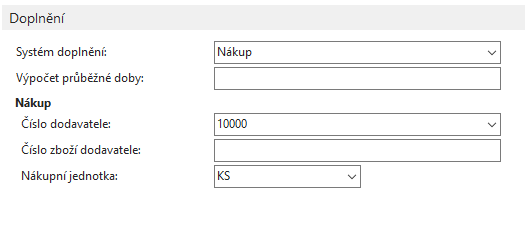 Doplnění
Systém doplnění: Nákup
Výpočet průběžné doby:
Nákup
Číslo dodavatele: 10000
Číslo zboží dodavatele:
Nákupní jednotka: KS